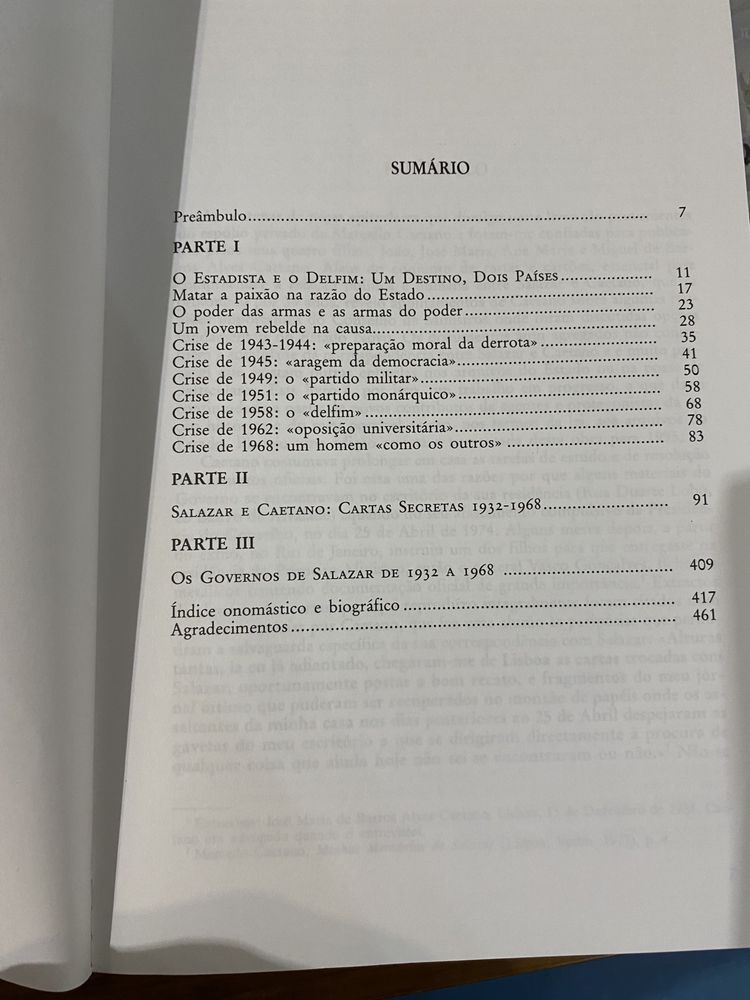 SUMÁRIO
Preâmbulo ........ 7
PARTE I
O Estadista e o Delfim: Um Destino, Dois Países ........ 11
Matar a paixão na razão do Estado ........ 17
O poder das armas e as armas do poder ........ 23
Um jovem rebelde na causa ........ 28
Crise de 1943-1944: «preparação moral da derrota» ........ 35
Crise de 1945: «aragem da democracia» ........ 41
Crise de 1949: o «partido militar» ........ 50
Crise de 1951: o «partido monárquico» ........ 58
Crise de 1958: o «delfim» ........ 68
Crise de 1962: «oposição universitária» ........ 78
Crise de 1968: um homem «como os outros» ........ 83
PARTE II
Salazar e Caetano: Cartas Secretas 1932-1968 ........ 91
PARTE III
Os Governos de Salazar de 1932 a 1968 ........ 409
Índice onomástico e biográfico ........ 417
Agradecimentos ........ 461